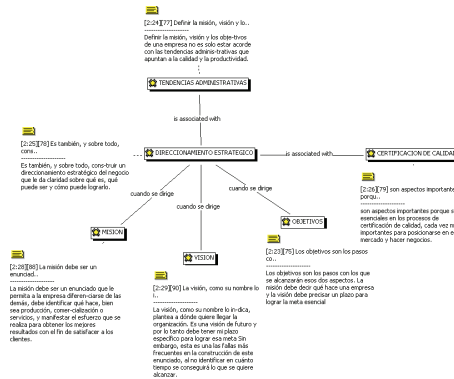 [2:24][77] Definir la misión, visión y lo..
--------------------
Definir la misión, visión y los obje-tivos
de una empresa no es solo estar acorde
con las tendencias adminis-trativas que
apuntan a la calidad y la productividad.
TENDENCIAS ADMINISTRATIVAS
is associated with
[2:25][78] Es también, y sobre todo,
cons..
--------------------
Es también, y sobre todo, cons-truir un
direccionamiento estratégico del negocio
que le da claridad sobre qué es, qué
puede ser y cómo puede lograrlo.
DIRECCIONAMIENTO ESTRATEGICO
is associated with
CERTIFICACION DE CALIDAD
[2:26][79] son aspectos importante
porqu..
--------------------
son aspectos importantes porque s
esenciales en los procesos de
certificación de calidad, cada vez m
importantes para posicionarse en e
mercado y hacer negocios.
cuando se dirige
cuando se dirige
cuando se dirige
MISION
VISION
OBJETIVOS
[2:28][88] La misión debe ser un
enunciad..
--------------------
La misión debe ser un enunciado que le
permita a la empresa diferen-ciarse de las
demás, debe identificar qué hace, bien
sea producción, comer-cialización o
servicios, y manifestar el esfuerzo que se
realiza para obtener los mejores
resultados con el fin de satisfacer a los
clientes.
[2:29][90] La visión, como su nombre lo
i..
--------------------
La visión, como su nombre lo in-dica,
plantea a dónde quiere llegar la
organización. Es una visión de futuro y
por lo tanto debe tener mi plazo
específico para lograr esa meta Sin
embargo, esta es una las fallas más
frecuentes en la construcción de este
enunciado, al no identificar en cuánto
tiempo se conseguirá lo que se quiere
alcanzar.
[2:23][75] Los objetivos son los pasos
co..
--------------------
Los objetivos son los pasos con los que
se alcanzarán esos dos aspectos. La
misión debe decir qué hace una empresa
y la visión debe precisar un plazo para
lograr la meta esencial